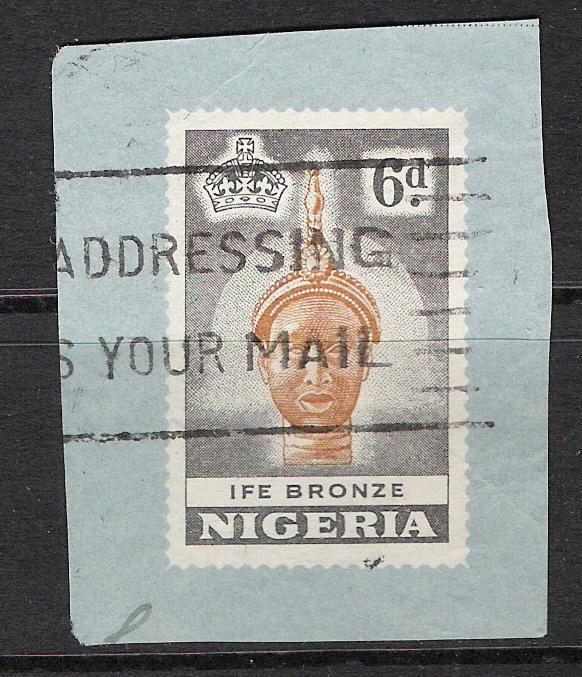 6d.
ADDRESSING
YOUR MAIL
IFE BRONZE
NIGERIA